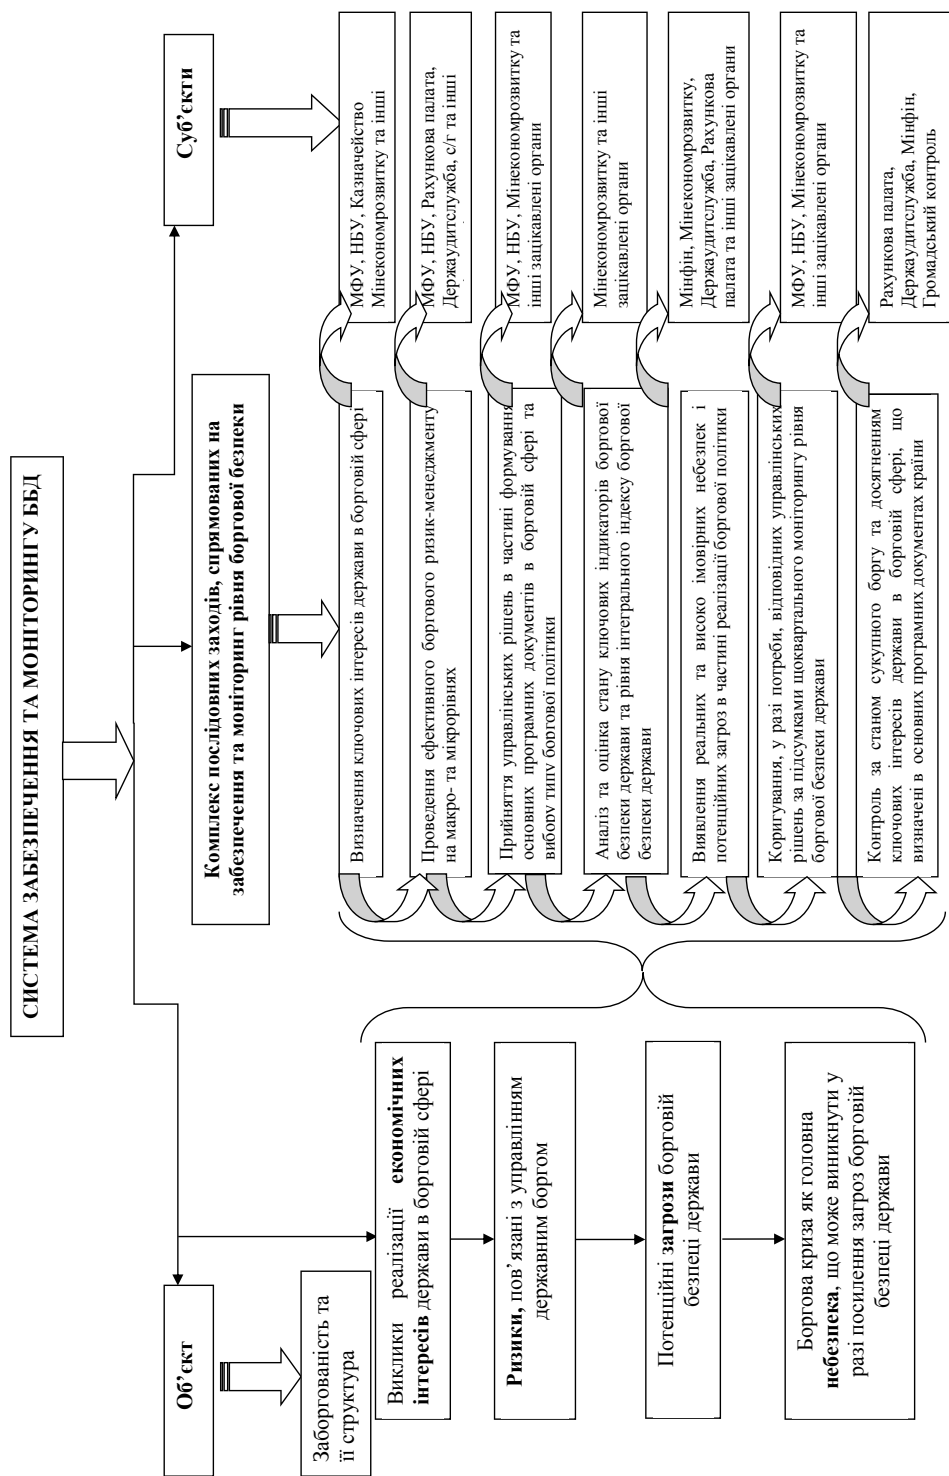 СИСТЕМА ЗАБЕЗПЕЧЕННЯ ТА МОНІТОРИНГУ ББД
Об’єкт
Заборгованість та
її структура
Виклики реалізації економічних
інтересів держави в борговій сфері
Ризики, пов’язані з управлінням
державним боргом
Потенційні загрози борговій
безпеці держави
Боргова криза як головна
небезпека, що може виникнути у
разі посилення загроз борговій
безпеці держави
Комплекс послідовних заходів, спрямованих на
забезпечення та моніторинг рівня боргової безпеки
Визначення ключових інтересів держави в борговій сфері
Проведення ефективного боргового ризик-менеджменту
на макро- та мікрорівнях
Прийняття управлінських рішень в частині формування
основних програмних документів в борговій сфері та
вибору типу боргової політики
Аналіз та оцінка стану ключових індикаторів боргової
безпеки держави та рівня інтегрального індексу боргової
безпеки держави
Виявлення реальних та високо імовірних небезпек і
потенційних загроз в частині реалізації боргової політики
Коригування, у разі потреби, відповідних управлінських
рішень за підсумками щоквартального моніторингу рівня
боргової безпеки держави
Контроль за станом сукупного боргу та досягненням
ключових інтересів держави в борговій сфері, що
визначені в основних програмних документах країни
Суб’єкти
МФУ, НБУ, Казначейство
Мінекономрозвитку та інші
МФУ, НБУ, Рахункова палата,
Держаудитслужба, с/г та інші
МФУ, НБУ, Мінекономрозвитку та
інші зацікавлені органи
Мінекономрозвитку та інші
зацікавлені органи
Мінфін, Мінекономрозвитку,
Держаудитслужба, Рахункова
палата та інші зацікавлені органи
МФУ, НБУ, Мінекономрозвитку та
інші зацікавлені органи
Рахункова палата,
Держаудитслужба, Мінфін,
Громадський контроль